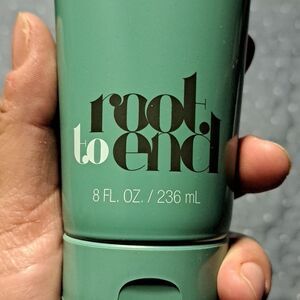 root
to end
8 FL. OZ. / 236 mL